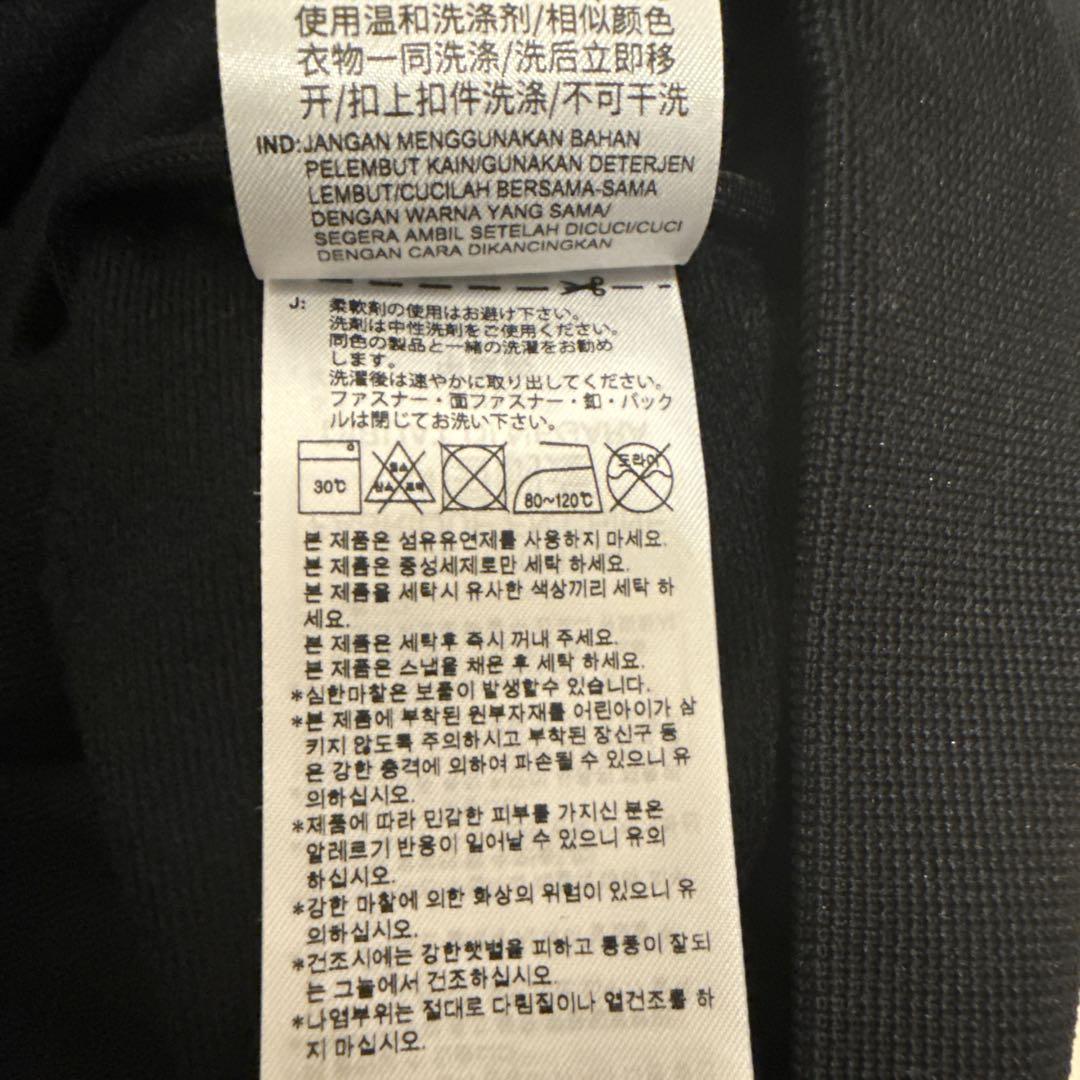 使用温和洗涤剂/相似颜色
衣物一同洗涤/洗后立即移
开/扣上扣件洗涤/不可干洗
IND:JANGAN MENGGUNAKAN BAHAN
PELEMBUT KAIN/GUNAKAN DETERJEN
LEMBUT/CUCILAH BERSAMA-SAMA
DENGAN WARNA YANG SAMA/
SEGERA AMBIL SETELAH DICUCI/CUCI
DENGAN CARA DIKANCINGKAN
J: 柔軟剤の使用はお避け下さい。
洗剤は中性洗剤をご使用ください。
同色の製品と一緒の洗濯をお勧め
します。
洗濯後は速やかに取り出してください。
ファスナー・面ファスナー・釦・バック
ルは閉じてお洗い下さい。
30℃ 80~120℃ 드라이
본 제품은 섬유유연제를 사용하지 마세요.
본 제품은 중성세제로만 세탁 하세요.
본 제품을 세탁시 유사한 색상끼리 세탁 하
세요.
본 제품은 세탁후 즉시 꺼내 주세요.
본 제품은 스냅을 채운 후 세탁 하세요.
*심한마찰은 보풀이 발생할수 있습니다.
*본 제품에 부착된 원부자재를 어린아이가 삼
키지 않도록 주의하시고 부착된 장신구 등
은 강한 충격에 의하여 파손될 수 있으니 유
의하십시오.
*제품에 따라 민감한 피부를 가지신 분은
알레르기 반응이 일어날 수 있으니 유의
하십시오.
*강한 마찰에 의한 화상의 위험이 있으니 유
의하십시오.
*건조시에는 강한햇볕을 피하고 통풍이 잘되
는 그늘에서 건조하십시오.
*나염부위는 절대로 다림질이나 열건조를 하
지 마십시오.